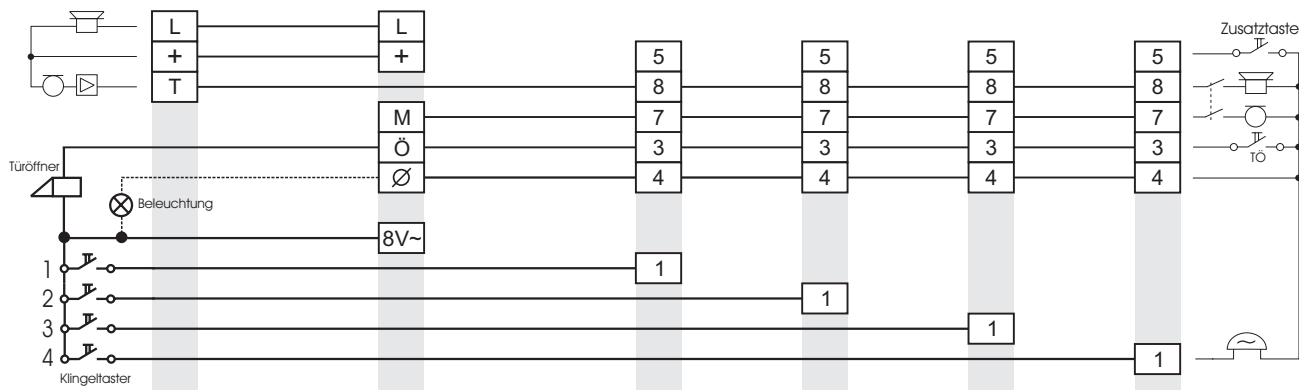 L L Zusatztaste
+ + 5 5 5 5
T 8 8 8 8
M 7 7 7 7
Ö 3 3 3 3
TÖ
Türöffner Ø 4 4 4 4
Beleuchtung
8V~
1 1
2 1
3 1
4 1
Klingeltaster